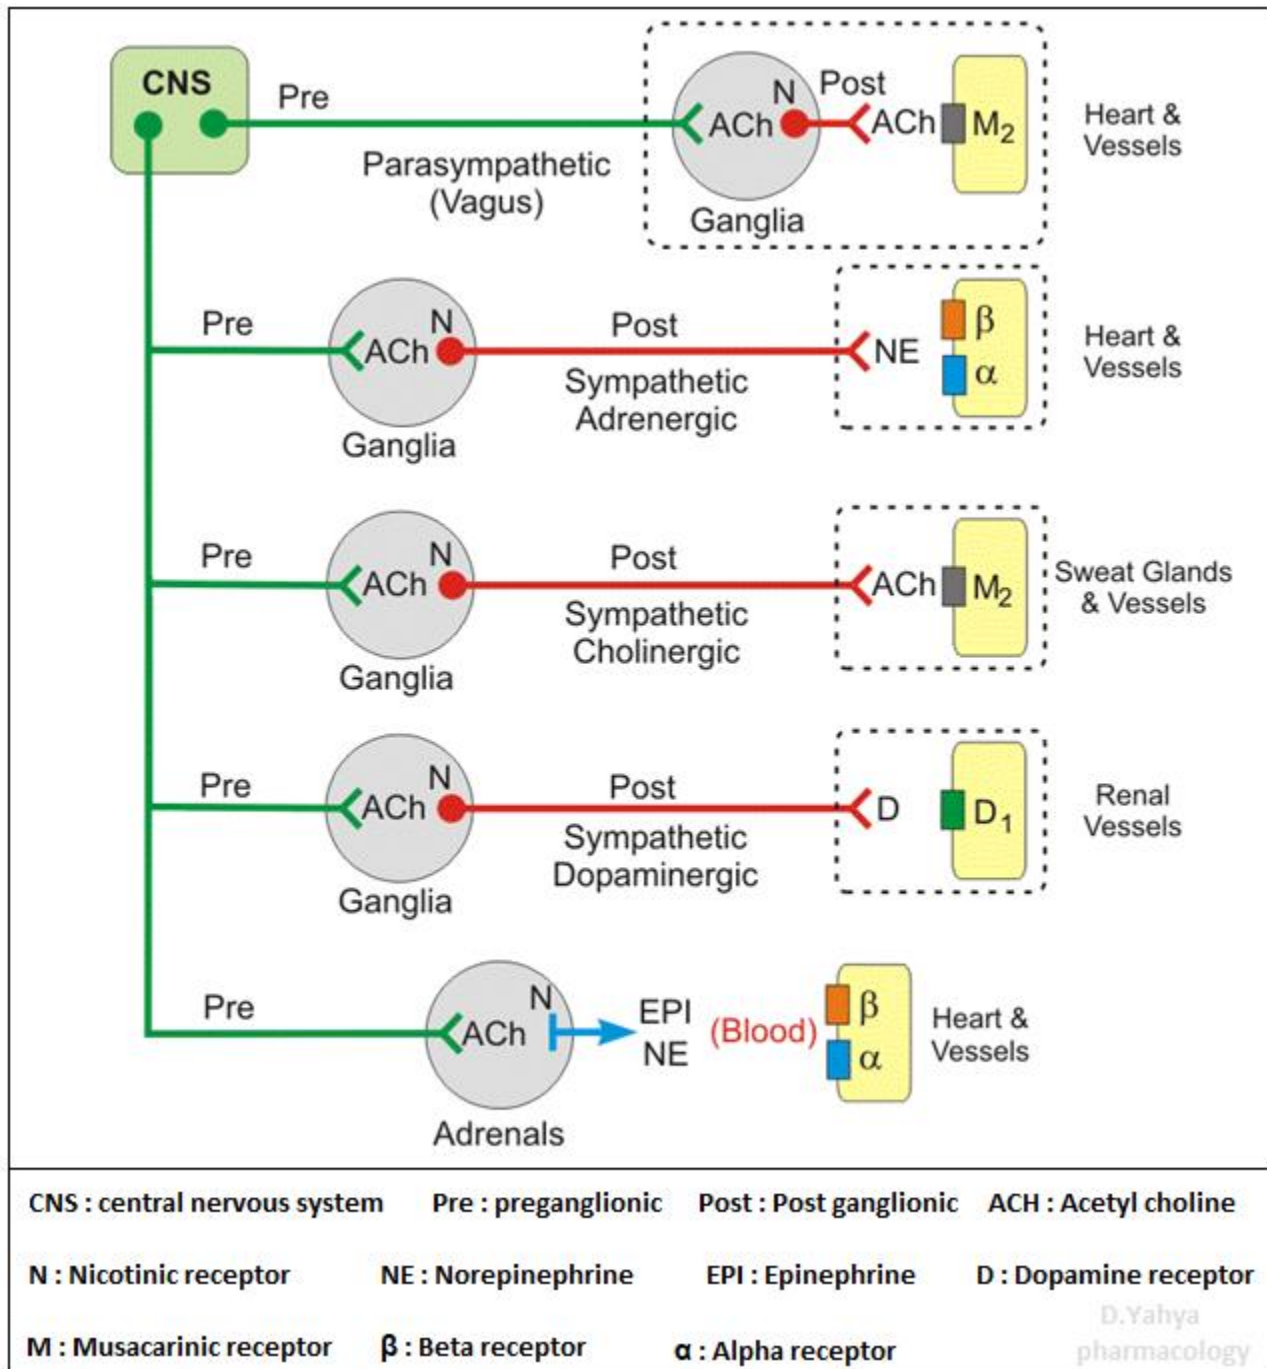 CNS
Pre
Parasympathetic
(Vagus)
ACh
N
Ganglia
Post
ACh
M2
Heart &
Vessels
Pre
ACh
N
Ganglia
Post
Sympathetic
Adrenergic
NE
β
α
Heart &
Vessels
Pre
ACh
N
Ganglia
Post
Sympathetic
Cholinergic
ACh
M2
Sweat Glands
& Vessels
Pre
ACh
N
Ganglia
Post
Sympathetic
Dopaminergic
D
D1
Renal
Vessels
Pre
ACh
N
Adrenals
EPI
NE
(Blood)
β
α
Heart &
Vessels
CNS : central nervous system Pre : preganglionic Post : Post ganglionic ACH : Acetyl choline
N : Nicotinic receptor NE : Norepinephrine EPI : Epinephrine D : Dopamine receptor
M : Musacarinic receptor β : Beta receptor α : Alpha receptor
D.Yahya
pharmacology